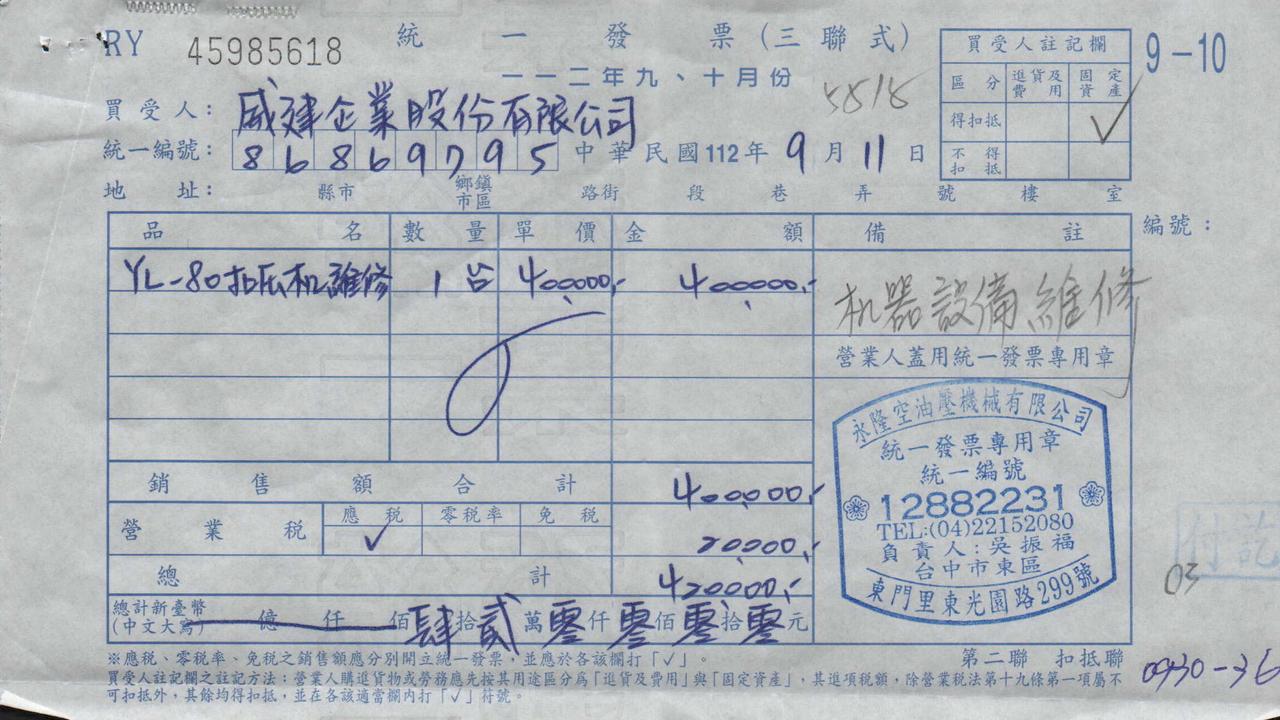 RY 45985618 統一發票(三聯式)
一一二年九、十月份
5818
9-10
買受人註記欄
區分 進貨及費用 固定資產
得扣抵 ✓
不得扣抵
買受人: 威建企業股份有限公司
統一編號: 86869795 中華民國112年9月11日
地址: 縣市 鄉鎮市區 路街 段 巷 弄 號 樓 室
品名 數量 單價 金額 備註 編號:
YL-80扣压机維修 1台 400000,- 400000,-
机器設備維修
營業人蓋用統一發票專用章
永隆空油壓機械有限公司
統一發票專用章
統一編號
12882231
TEL:(04)22152080
負責人:吳振福
台中市東區
東門里東光園路299號
銷售額合計 400000,-
營業稅 應稅 ✓ 零稅率 免稅 20000,-
總計 420000,-
總計新臺幣(中文大寫) 億 仟 佰肆拾貳萬零仟零佰零拾零元
付訖
03
※應稅、零稅率、免稅之銷售額應分別開立統一發票,並應於各該欄打「✓」。
第二聯 扣抵聯
買受人註記欄之註記方法:營業人購進貨物或勞務應先按其用途區分為「進貨及費用」與「固定資產」,其進項稅額,除營業稅法第十九條第一項屬不
可扣抵外,其餘均得扣抵,並在各該適當欄內打「✓」符號。
0930-36